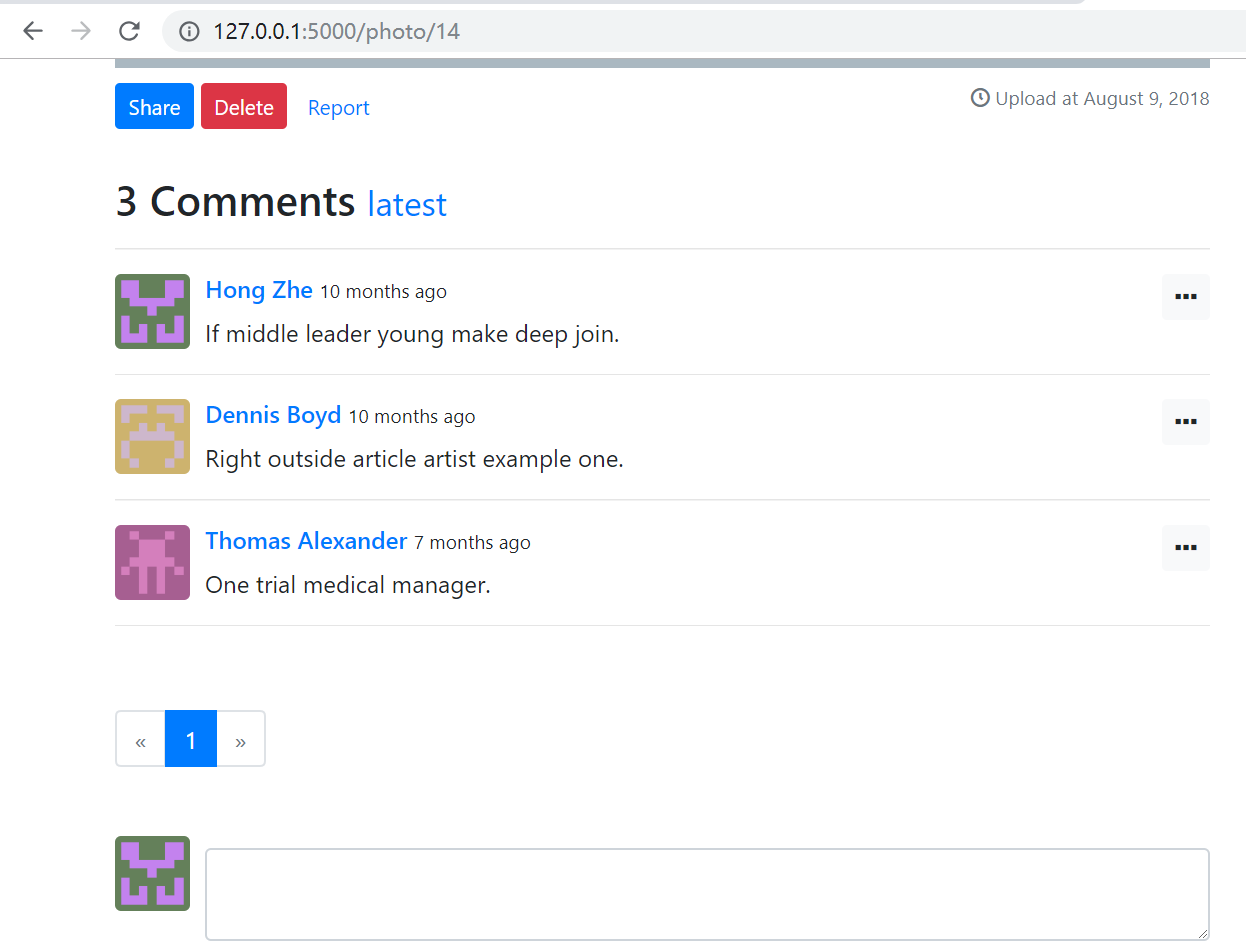 127.0.0.1:5000/photo/14
Share Delete Report Upload at August 9, 2018
3 Comments latest
Hong Zhe 10 months ago
If middle leader young make deep join.
Dennis Boyd 10 months ago
Right outside article artist example one.
Thomas Alexander 7 months ago
One trial medical manager.
« 1 »